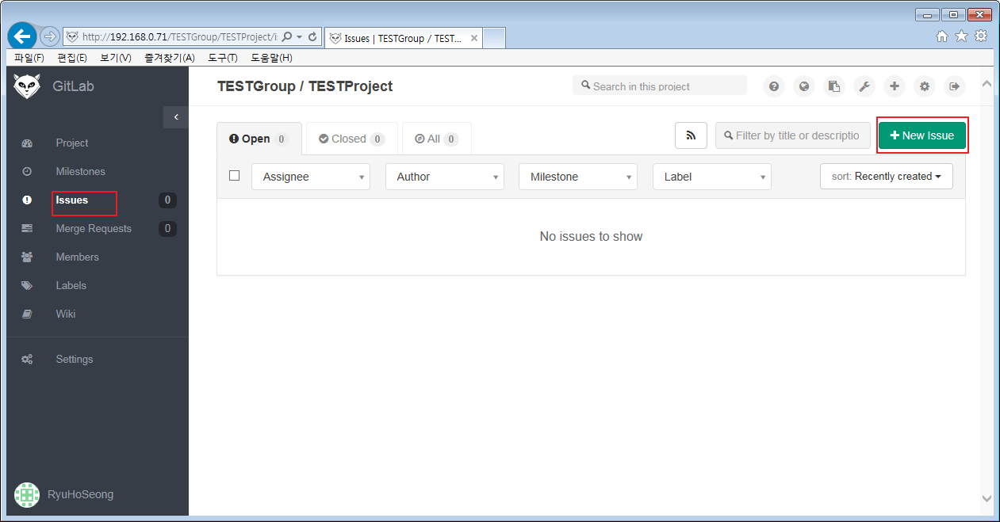 http://192.168.0.71/TESTGroup/TESTProject/i
Issues | TESTGroup / TEST...
파일(F) 편집(E) 보기(V) 즐겨찾기(A) 도구(T) 도움말(H)
GitLab
TESTGroup / TESTProject
Search in this project
Project
Milestones
Issues 0
Merge Requests 0
Members
Labels
Wiki
Settings
RyuHoSeong
Open 0 Closed 0 All 0
Filter by title or descriptio
New Issue
Assignee Author Milestone Label sort: Recently created
No issues to show